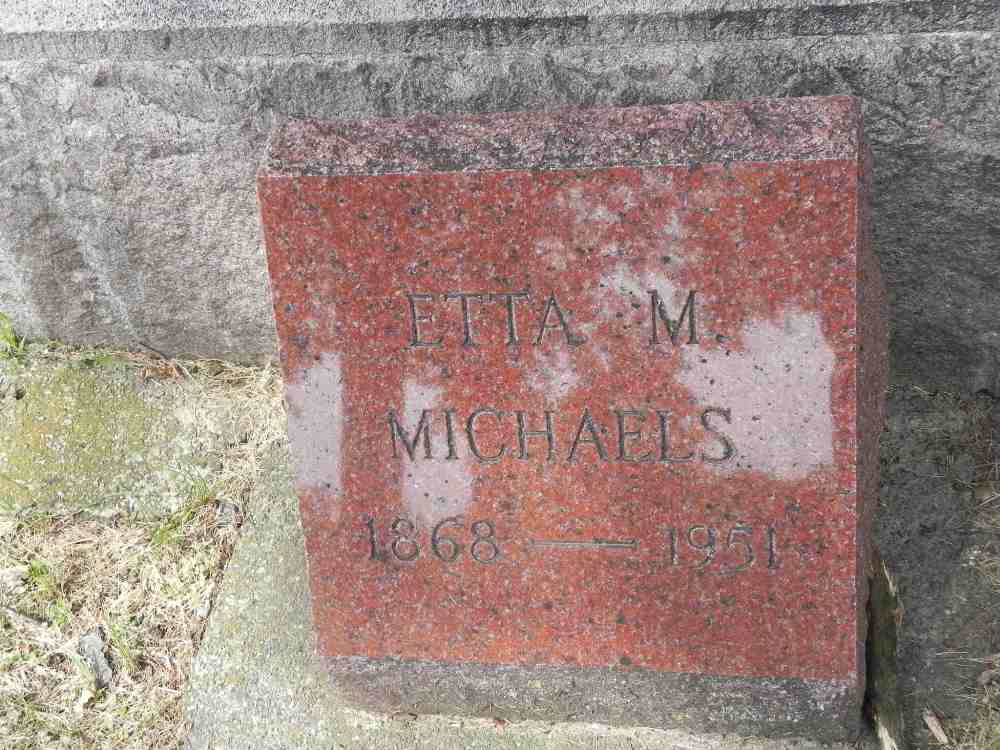 ETTA M.
MICHAELS
1868 — 1951